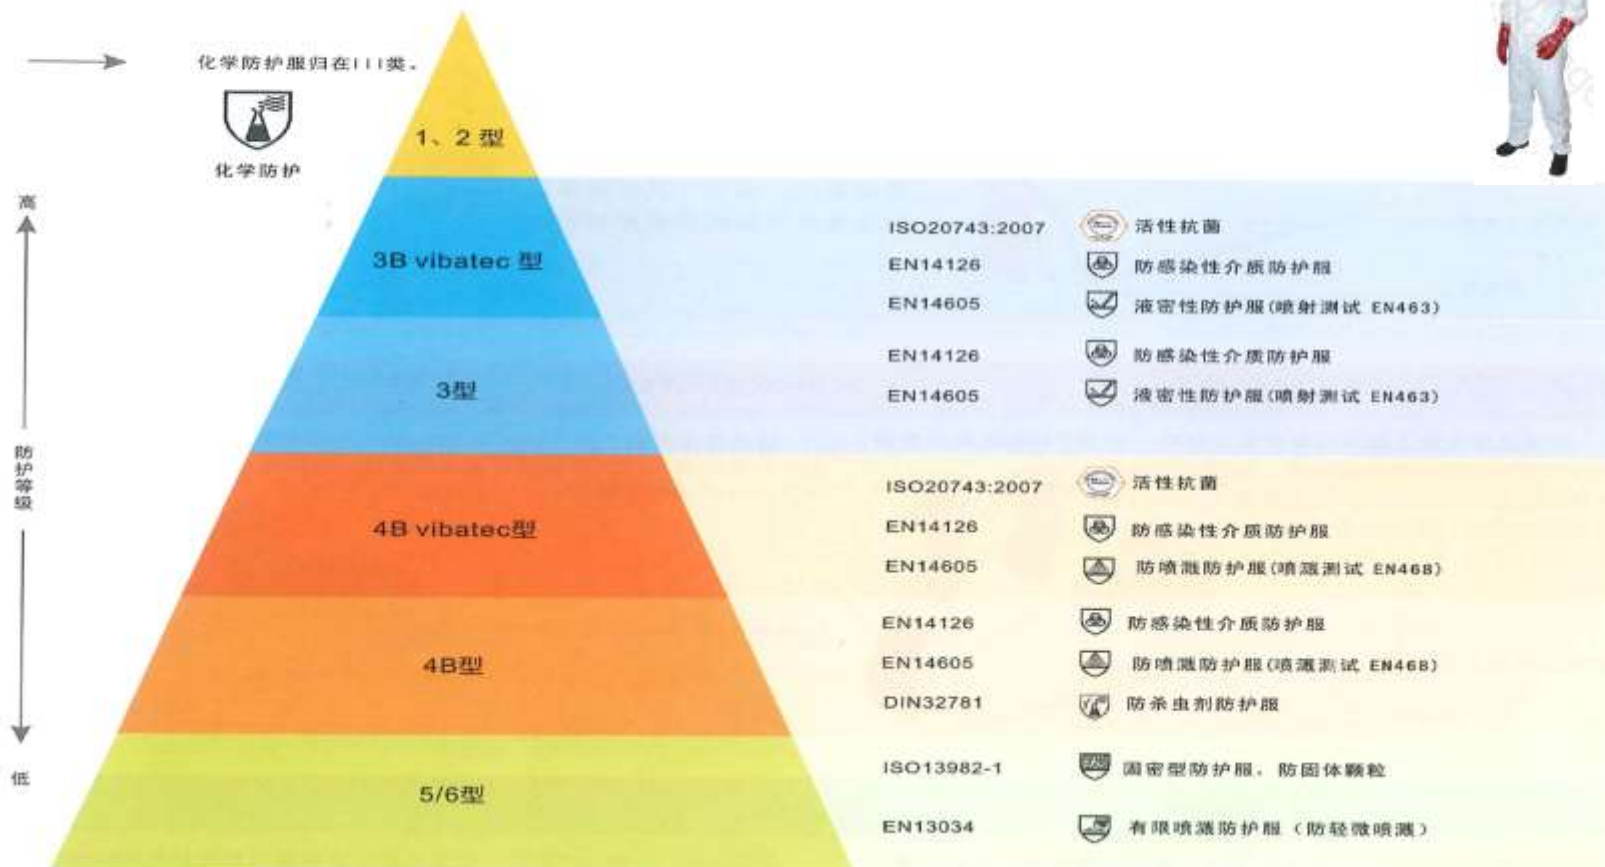 化学防护服归在III类。
化学防护
高
防护等级
低
1、2 型
3B vibatec 型
ISO20743:2007 活性抗菌
EN14126 防感染性介质防护服
EN14605 液密性防护服(喷射测试 EN463)
3型
EN14126 防感染性介质防护服
EN14605 液密性防护服(喷射测试 EN463)
4B vibatec型
ISO20743:2007 活性抗菌
EN14126 防感染性介质防护服
EN14605 防喷溅防护服(喷溅测试 EN468)
4B型
EN14126 防感染性介质防护服
EN14605 防喷溅防护服(喷溅测试 EN468)
DIN32781 防杀虫剂防护服
5/6型
ISO13982-1 固密型防护服、防固体颗粒
EN13034 有限喷溅防护服（防轻微喷溅）